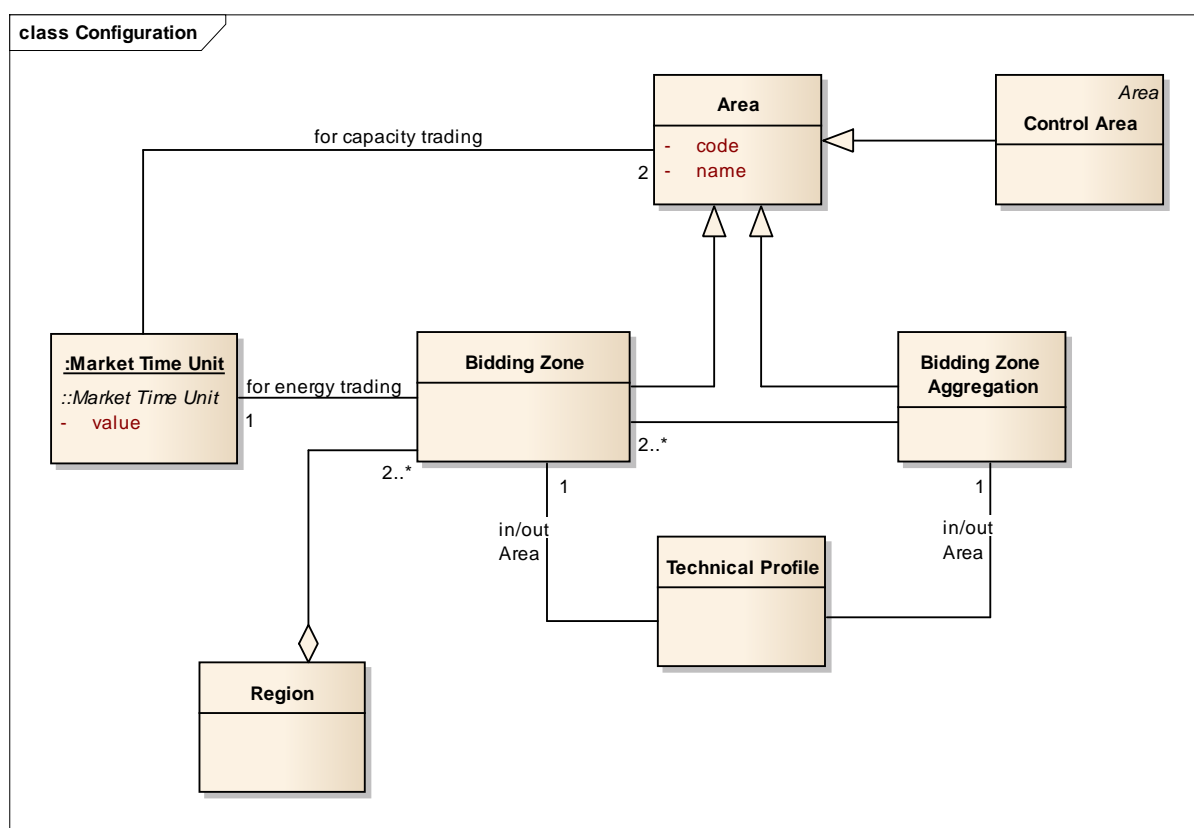 class Configuration
Area
- code
- name
Area
Control Area
for capacity trading
2
:Market Time Unit
::Market Time Unit
- value
for energy trading
1
Bidding Zone
Bidding Zone
Aggregation
2..*
2..*
1
1
in/out
Area
in/out
Area
Technical Profile
Region